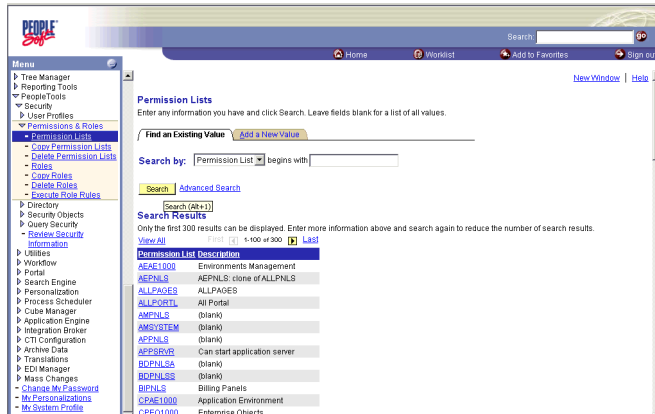 PEOPLE
Soft
Search:
go
Home
Worklist
Add to Favorites
Sign ou
Menu
Tree Manager
Reporting Tools
PeopleTools
Security
User Profiles
Permissions & Roles
- Permission Lists
- Copy Permission Lists
- Delete Permission Lists
- Roles
- Copy Roles
- Delete Roles
- Execute Role Rules
Directory
Security Objects
Query Security
- Review Security
Information
Utilities
Workflow
Portal
Search Engine
Personalization
Process Scheduler
Cube Manager
Application Engine
Integration Broker
CTI Configuration
Archive Data
Translations
EDI Manager
Mass Changes
- Change My Password
- My Personalizations
- My System Profile
New Window | Help
Permission Lists
Enter any information you have and click Search. Leave fields blank for a list of all values.
Find an Existing Value
Add a New Value
Search by: Permission List begins with
Search Advanced Search
Search (Alt+1)
Search Results
Only the first 300 results can be displayed. Enter more information above and search again to reduce the number of search results.
View All First 1-100 of 300 Last
Permission List Description
AEAE1000 Environments Management
AEPNLS AEPNLS: clone of ALLPNLS
ALLPAGES ALLPAGES
ALLPORTL All Portal
AMPNLS (blank)
AMSYSTEM (blank)
APPNLS (blank)
APPSRVR Can start application server
BDPNLSA (blank)
BDPNLSS (blank)
BIPNLS Billing Panels
CPAE1000 Application Environment
CPEO1000 Enterprise Objects